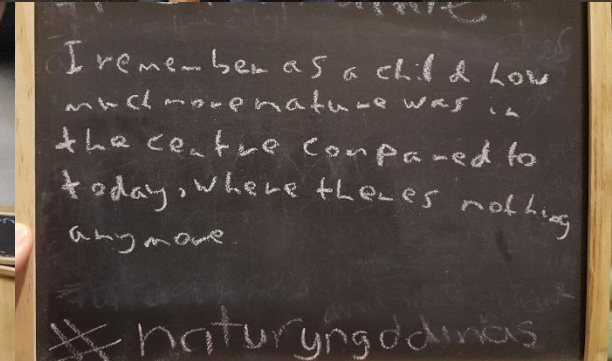 I remember as a child how
much more nature was in
the centre compared to
today, where theres nothing
anymore
#naturyngddinas